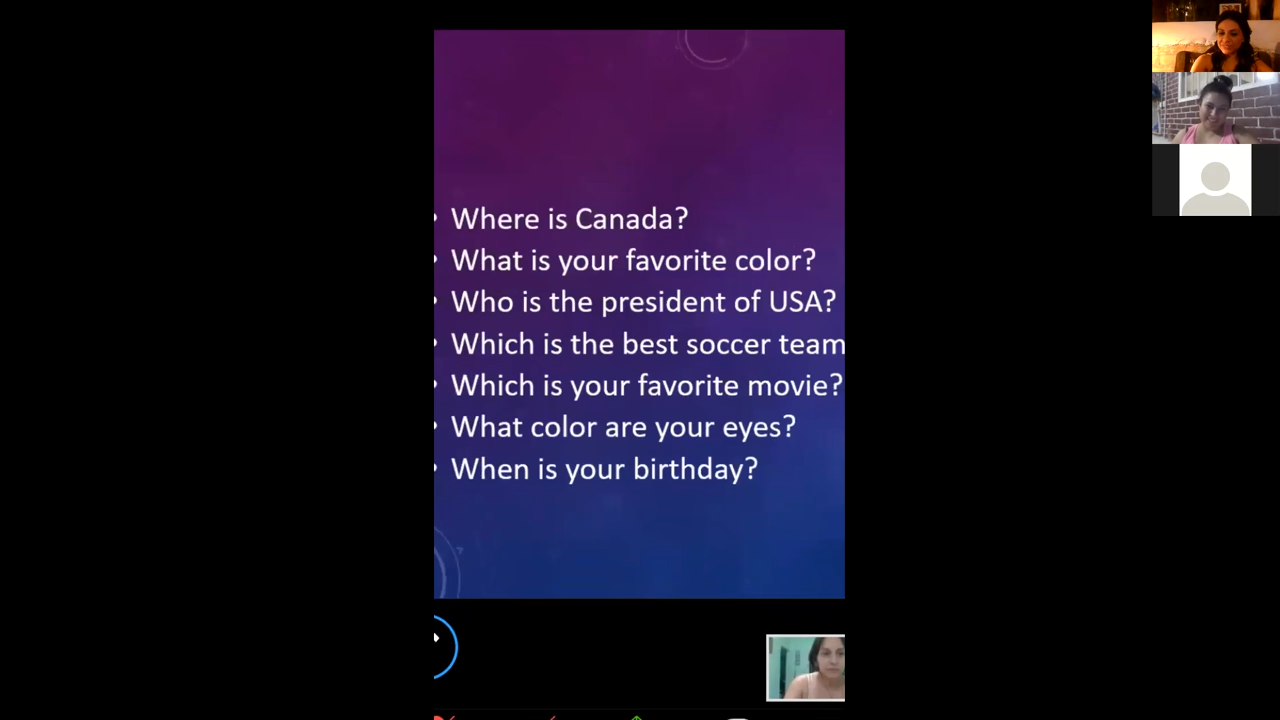 Where is Canada?
What is your favorite color?
Who is the president of USA?
Which is the best soccer team
Which is your favorite movie?
What color are your eyes?
When is your birthday?